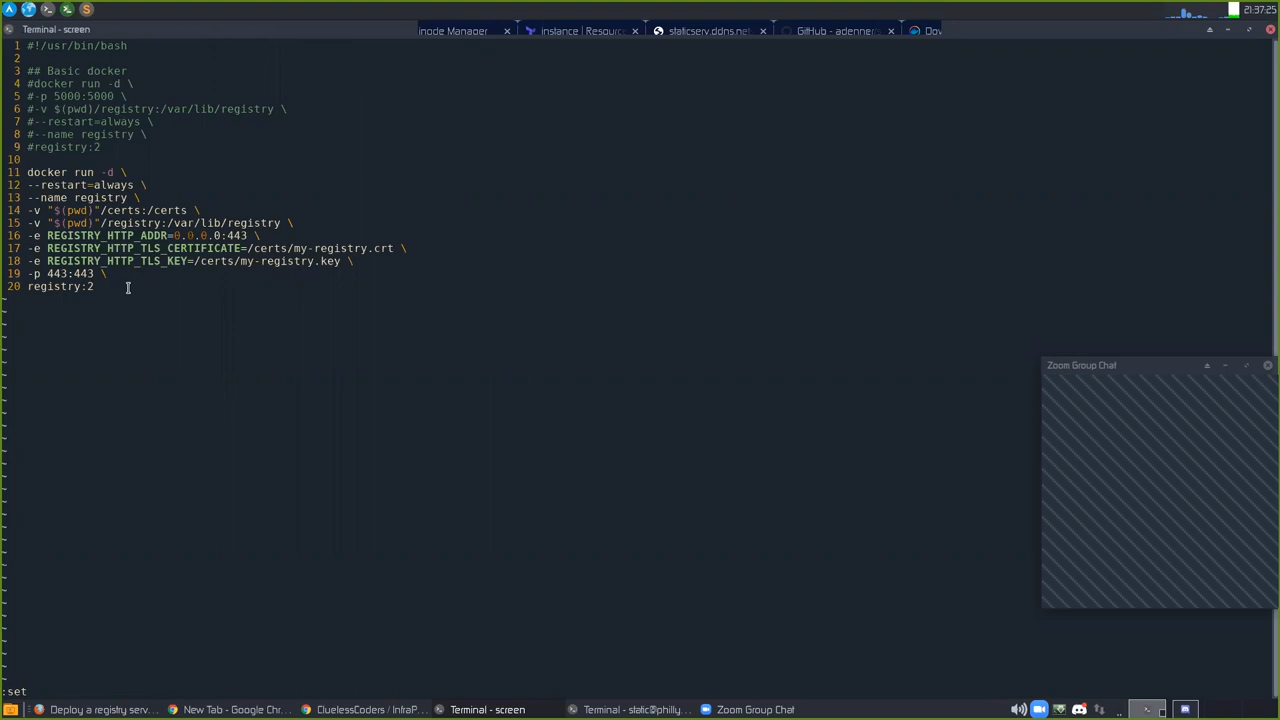 21:37:25
Terminal - screen
inode Manager
instance | Resourc
staticserv.ddns.net
GitHub - adenner
Dov
1 #!/usr/bin/bash
2
3 ## Basic docker
4 #docker run -d \
5 #-p 5000:5000 \
6 #-v $(pwd)/registry:/var/lib/registry \
7 #--restart=always \
8 #--name registry \
9 #registry:2
10
11 docker run -d \
12 --restart=always \
13 --name registry \
14 -v "$(pwd)"/certs:/certs \
15 -v "$(pwd)"/registry:/var/lib/registry \
16 -e REGISTRY_HTTP_ADDR=0.0.0.0:443 \
17 -e REGISTRY_HTTP_TLS_CERTIFICATE=/certs/my-registry.crt \
18 -e REGISTRY_HTTP_TLS_KEY=/certs/my-registry.key \
19 -p 443:443 \
20 registry:2
Zoom Group Chat
:set
Deploy a registry serv...
New Tab - Google Chr...
CluelessCoders / InfraP...
Terminal - screen
Terminal - static@philly...
Zoom Group Chat